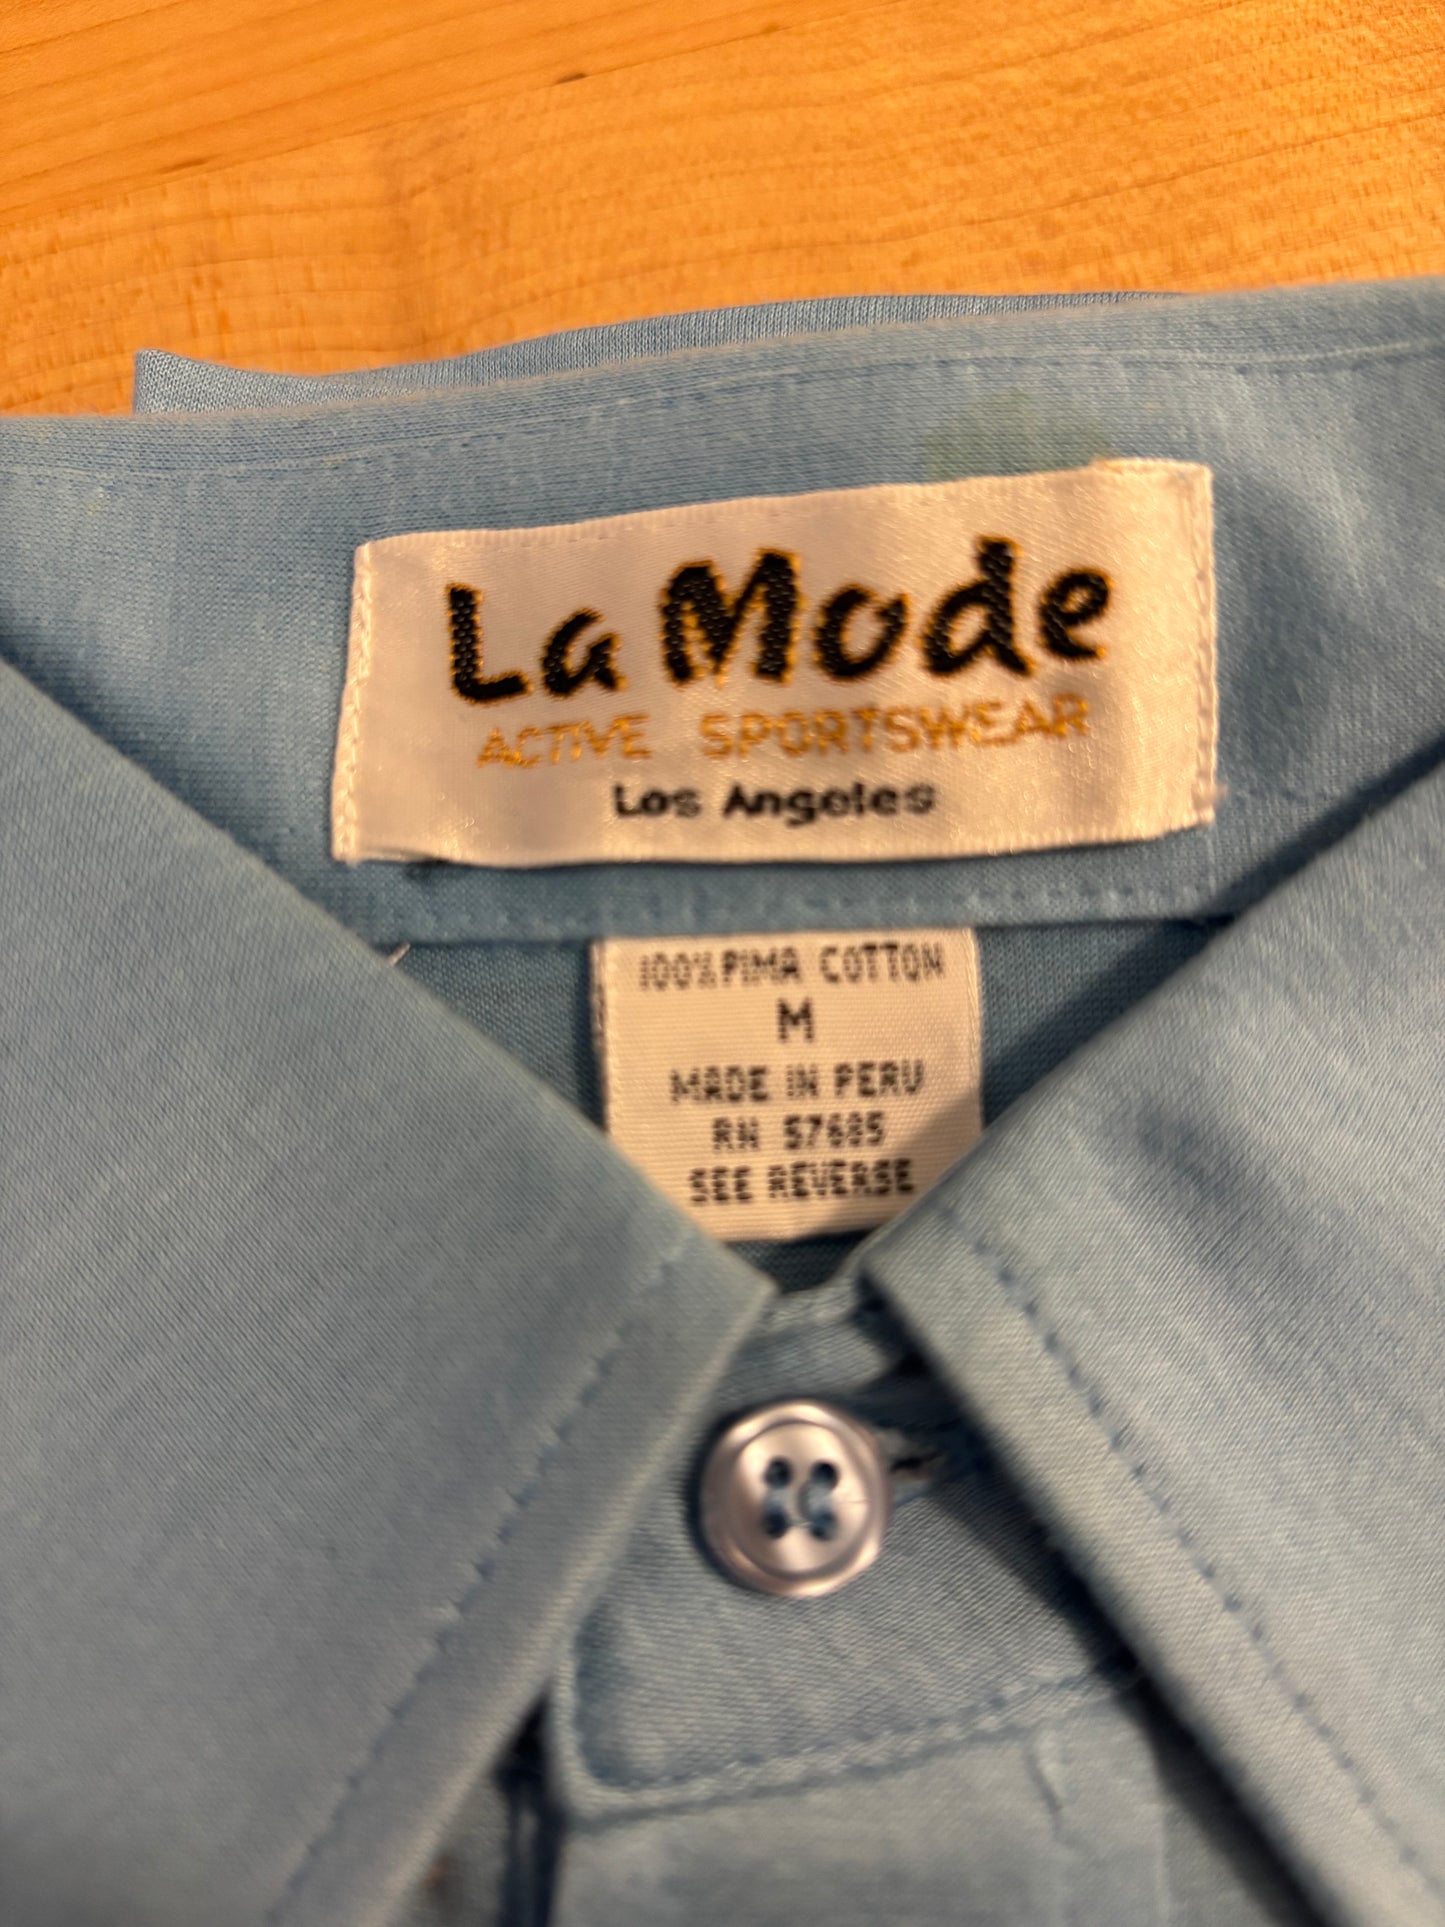 La Mode
ACTIVE SPORTSWEAR
Los Angeles
100% PIMA COTTON
M
MADE IN PERU
RN 57685
SEE REVERSE